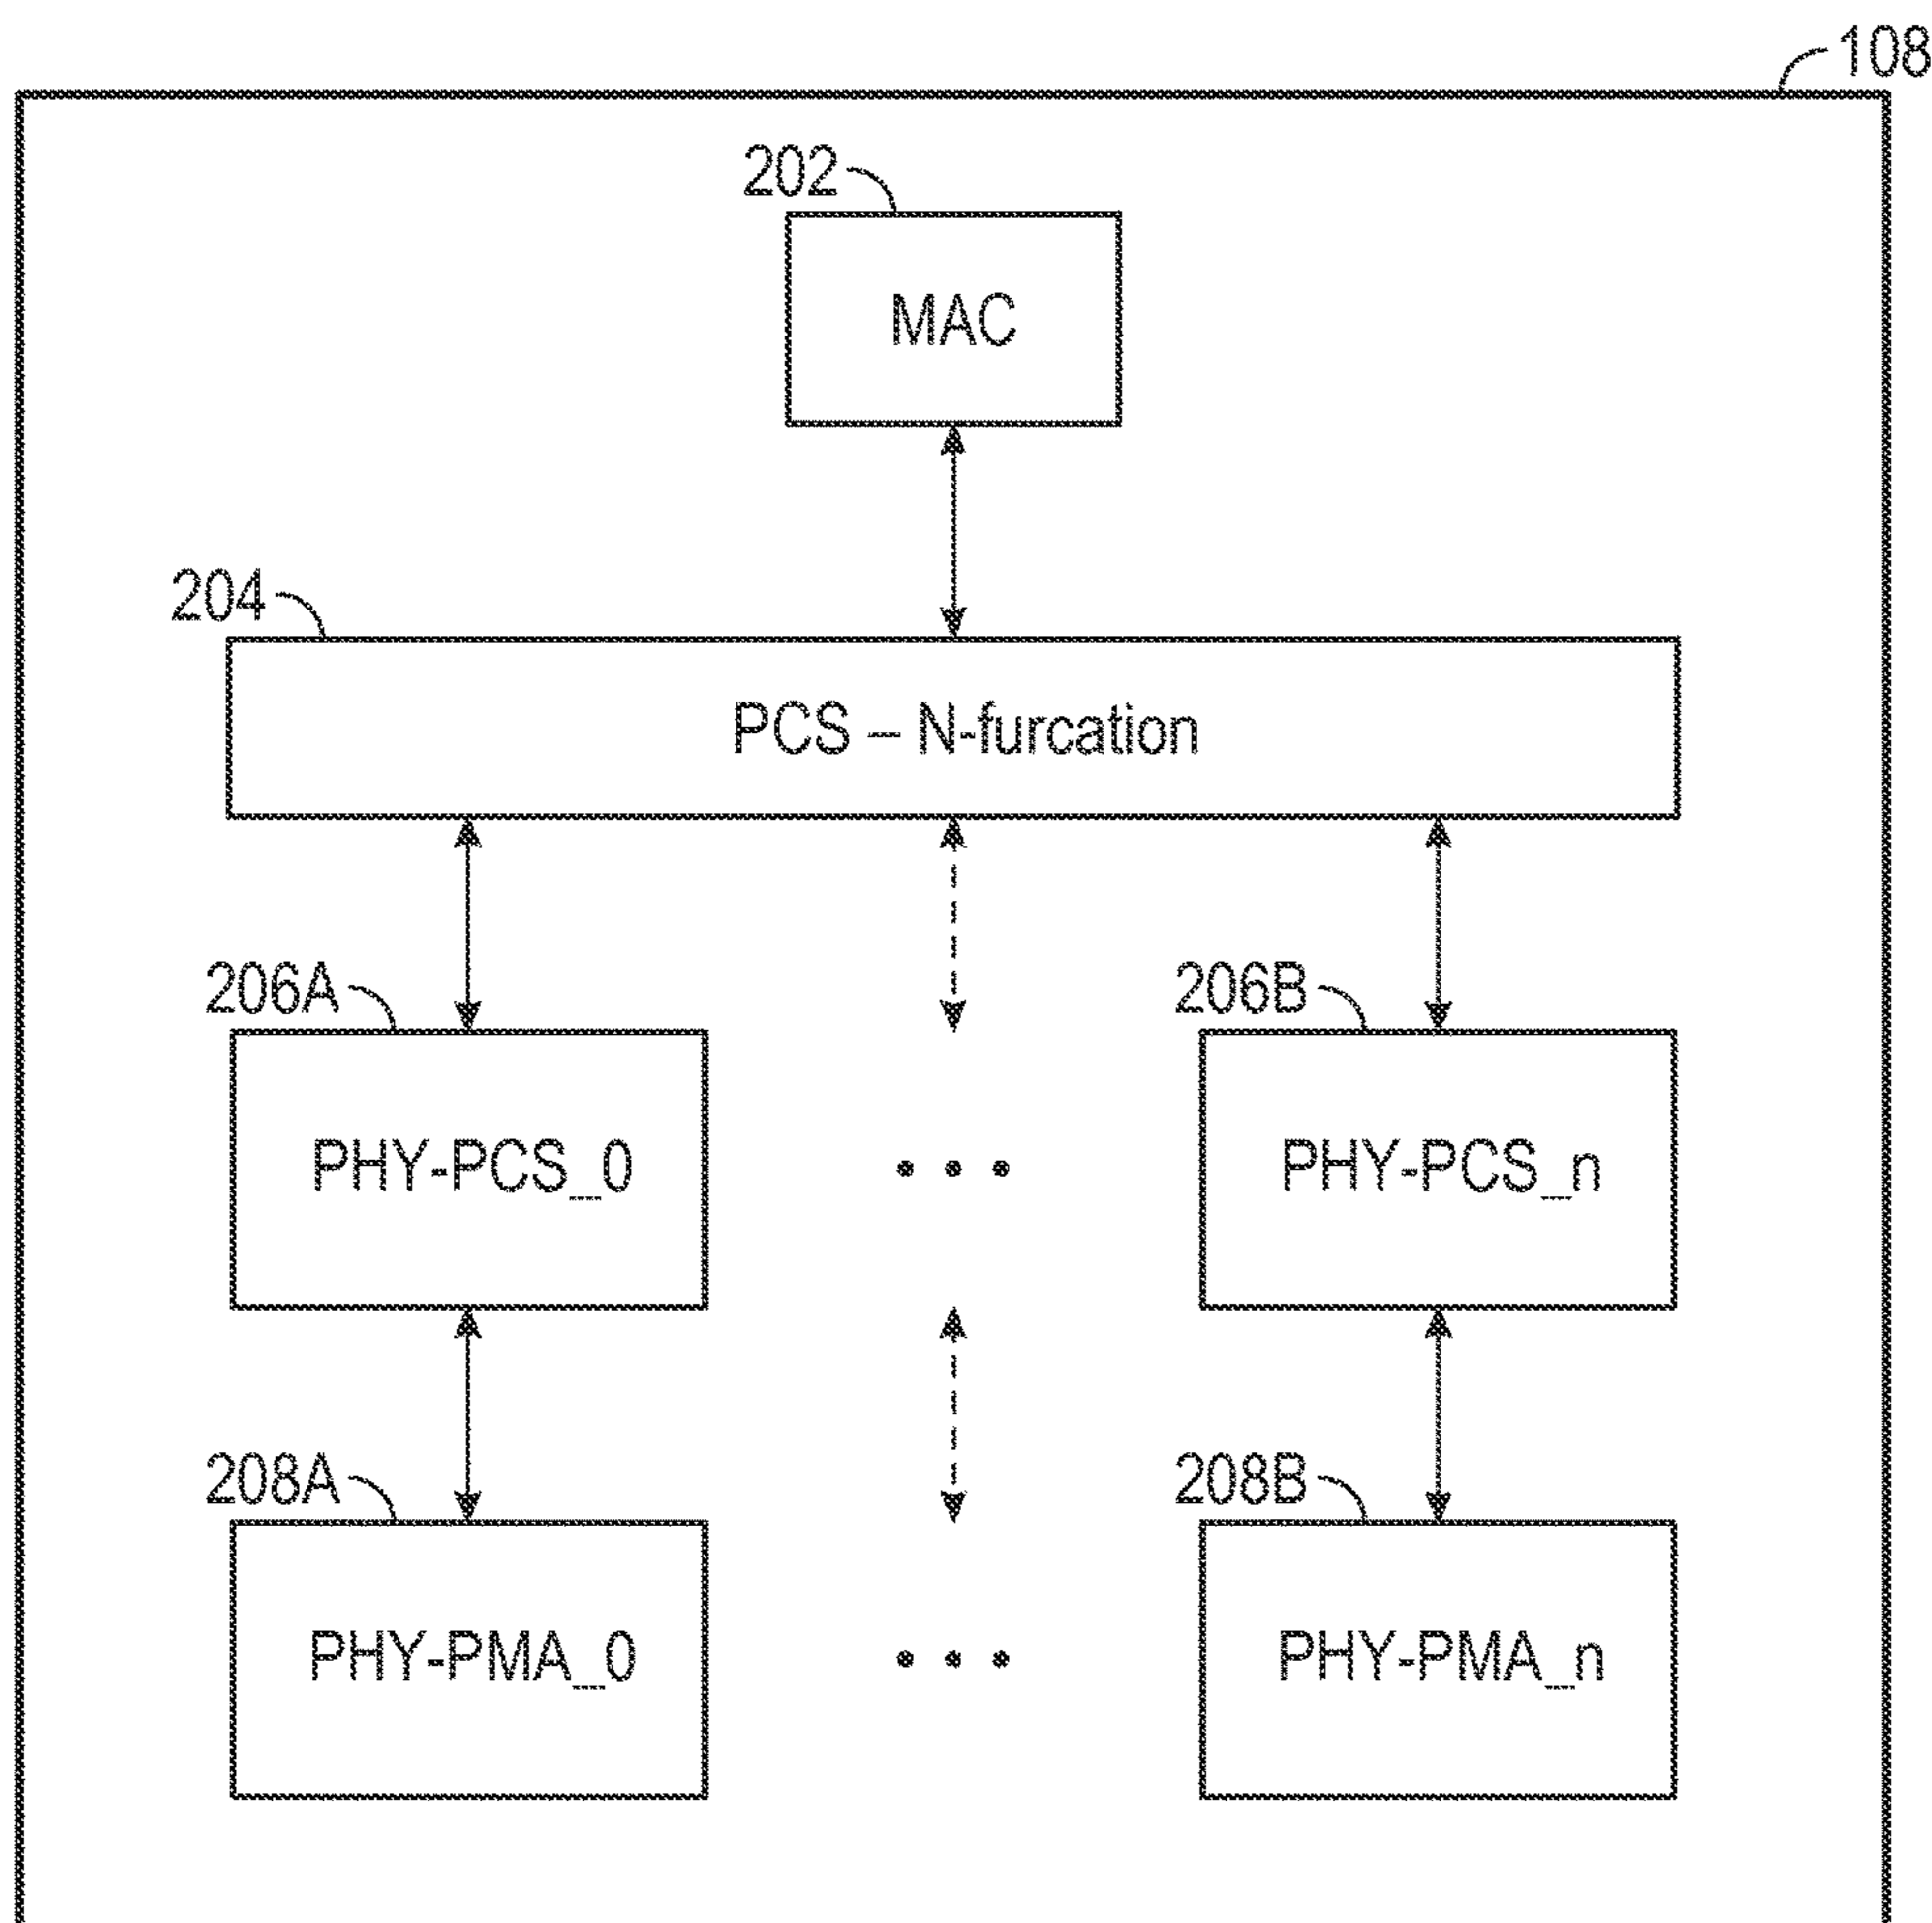 108
202
MAC
204
PCS – N-furcation
206A
206B
PHY-PCS_0
PHY-PCS_n
208A
208B
PHY-PMA_0
PHY-PMA_n